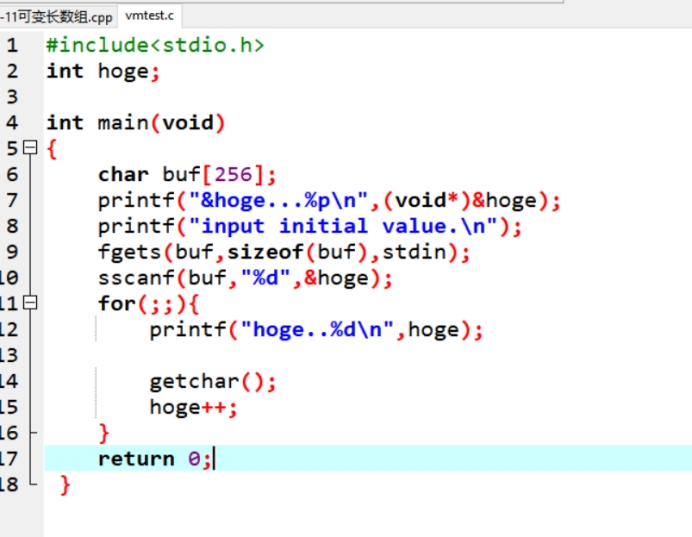 -11可变长数组.cpp vmtest.c
1 #include<stdio.h>
2 int hoge;
3
4 int main(void)
5 {
6 char buf[256];
7 printf("&hoge...%p\n",(void*)&hoge);
8 printf("input initial value.\n");
9 fgets(buf,sizeof(buf),stdin);
10 sscanf(buf,"%d",&hoge);
11 for(;;){
12 printf("hoge..%d\n",hoge);
13
14 getchar();
15 hoge++;
16 }
17 return 0;
18 }